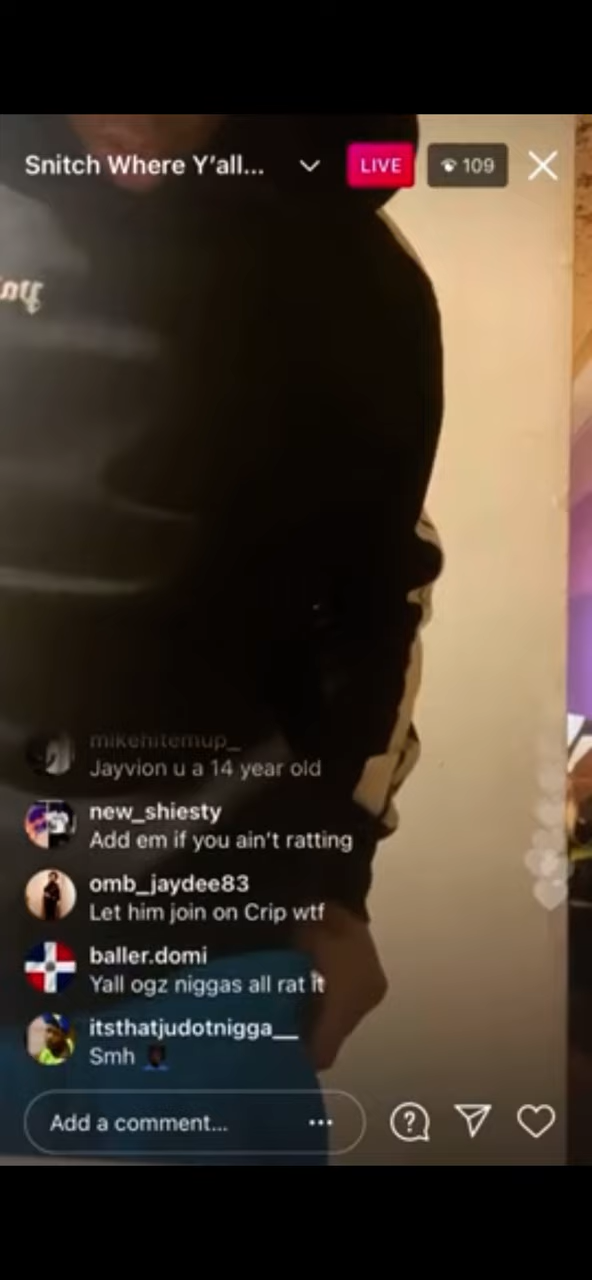 Snitch Where Y'all...
LIVE
109
mikehitemup_
Jayvion u a 14 year old
new_shiesty
Add em if you ain't ratting
omb_jaydee83
Let him join on Crip wtf
baller.domi
Yall ogz niggas all rat it
itsthatjudotnigga__
Smh
Add a comment...